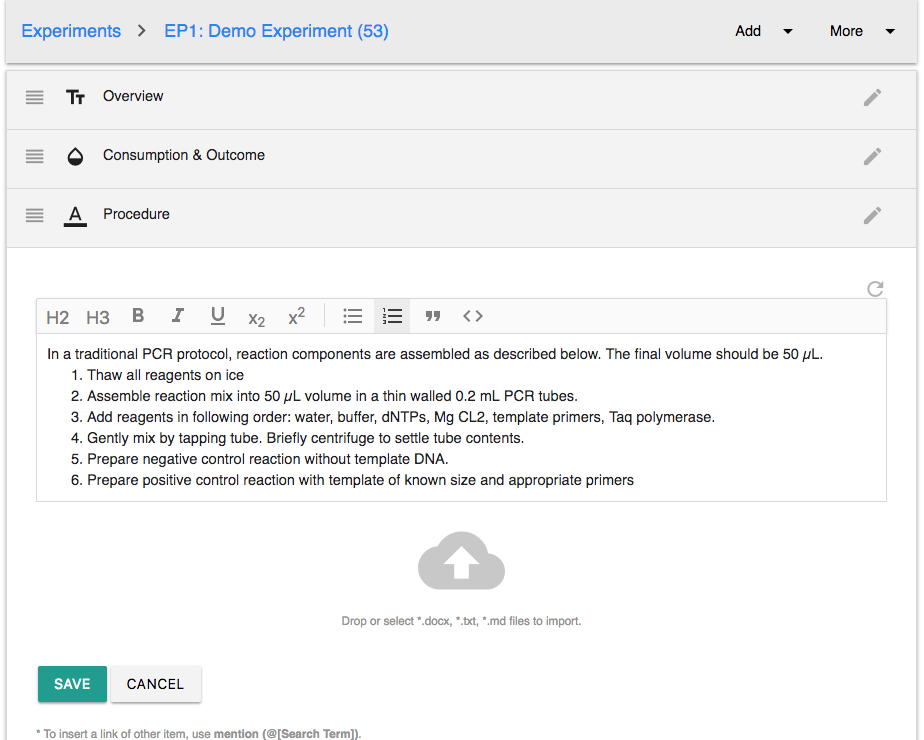 Experiments > EP1: Demo Experiment (53) Add More
Overview
Consumption & Outcome
A Procedure
H2 H3 B I U x₂ x² ❞ <>
In a traditional PCR protocol, reaction components are assembled as described below. The final volume should be 50 µL.
1. Thaw all reagents on ice
2. Assemble reaction mix into 50 µL volume in a thin walled 0.2 mL PCR tubes.
3. Add reagents in following order: water, buffer, dNTPs, Mg CL2, template primers, Taq polymerase.
4. Gently mix by tapping tube. Briefly centrifuge to settle tube contents.
5. Prepare negative control reaction without template DNA.
6. Prepare positive control reaction with template of known size and appropriate primers
Drop or select *.docx, *.txt, *.md files to import.
SAVE CANCEL
* To insert a link of other item, use mention (@[Search Term]).